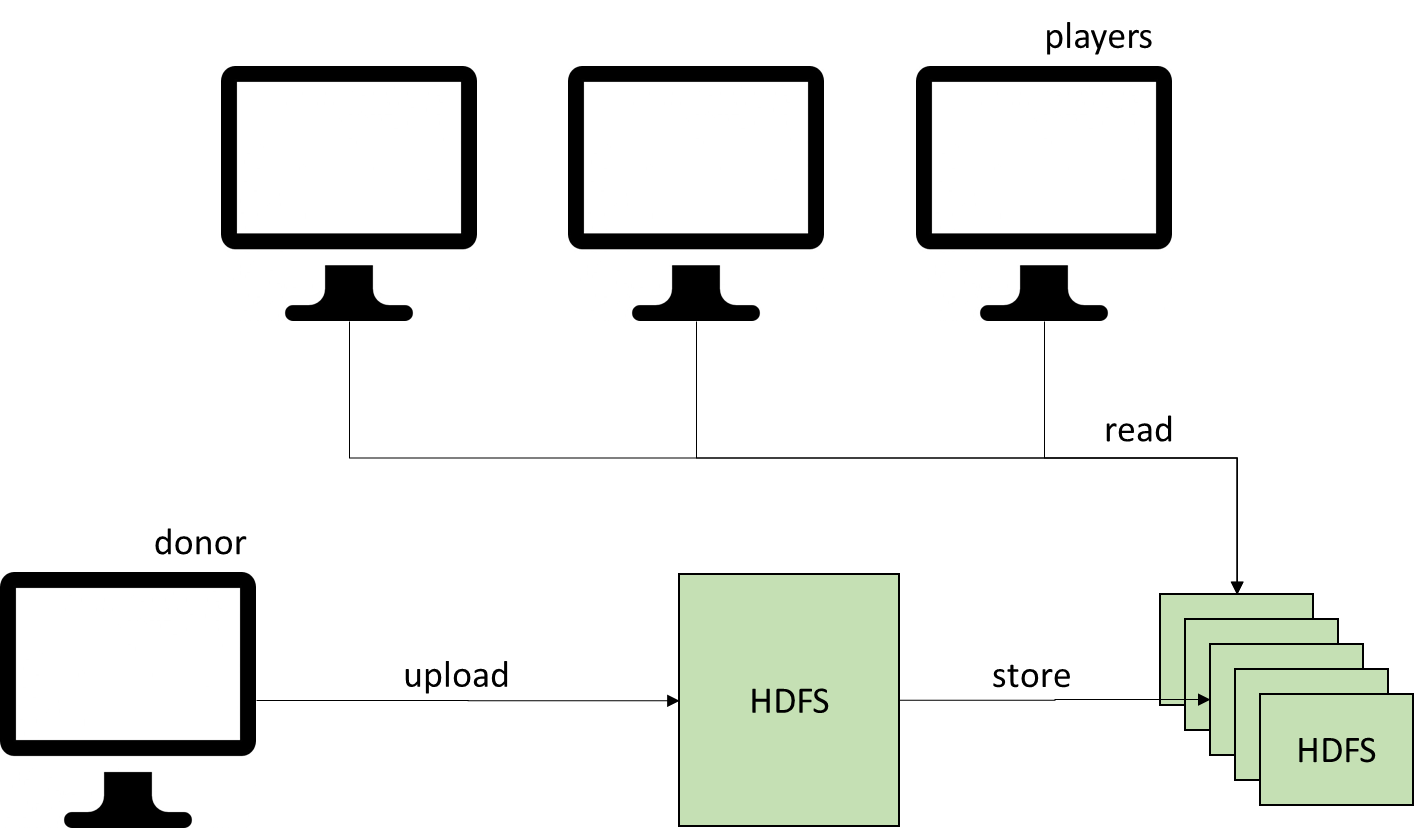 players
read
donor
upload
HDFS
store
HDFS